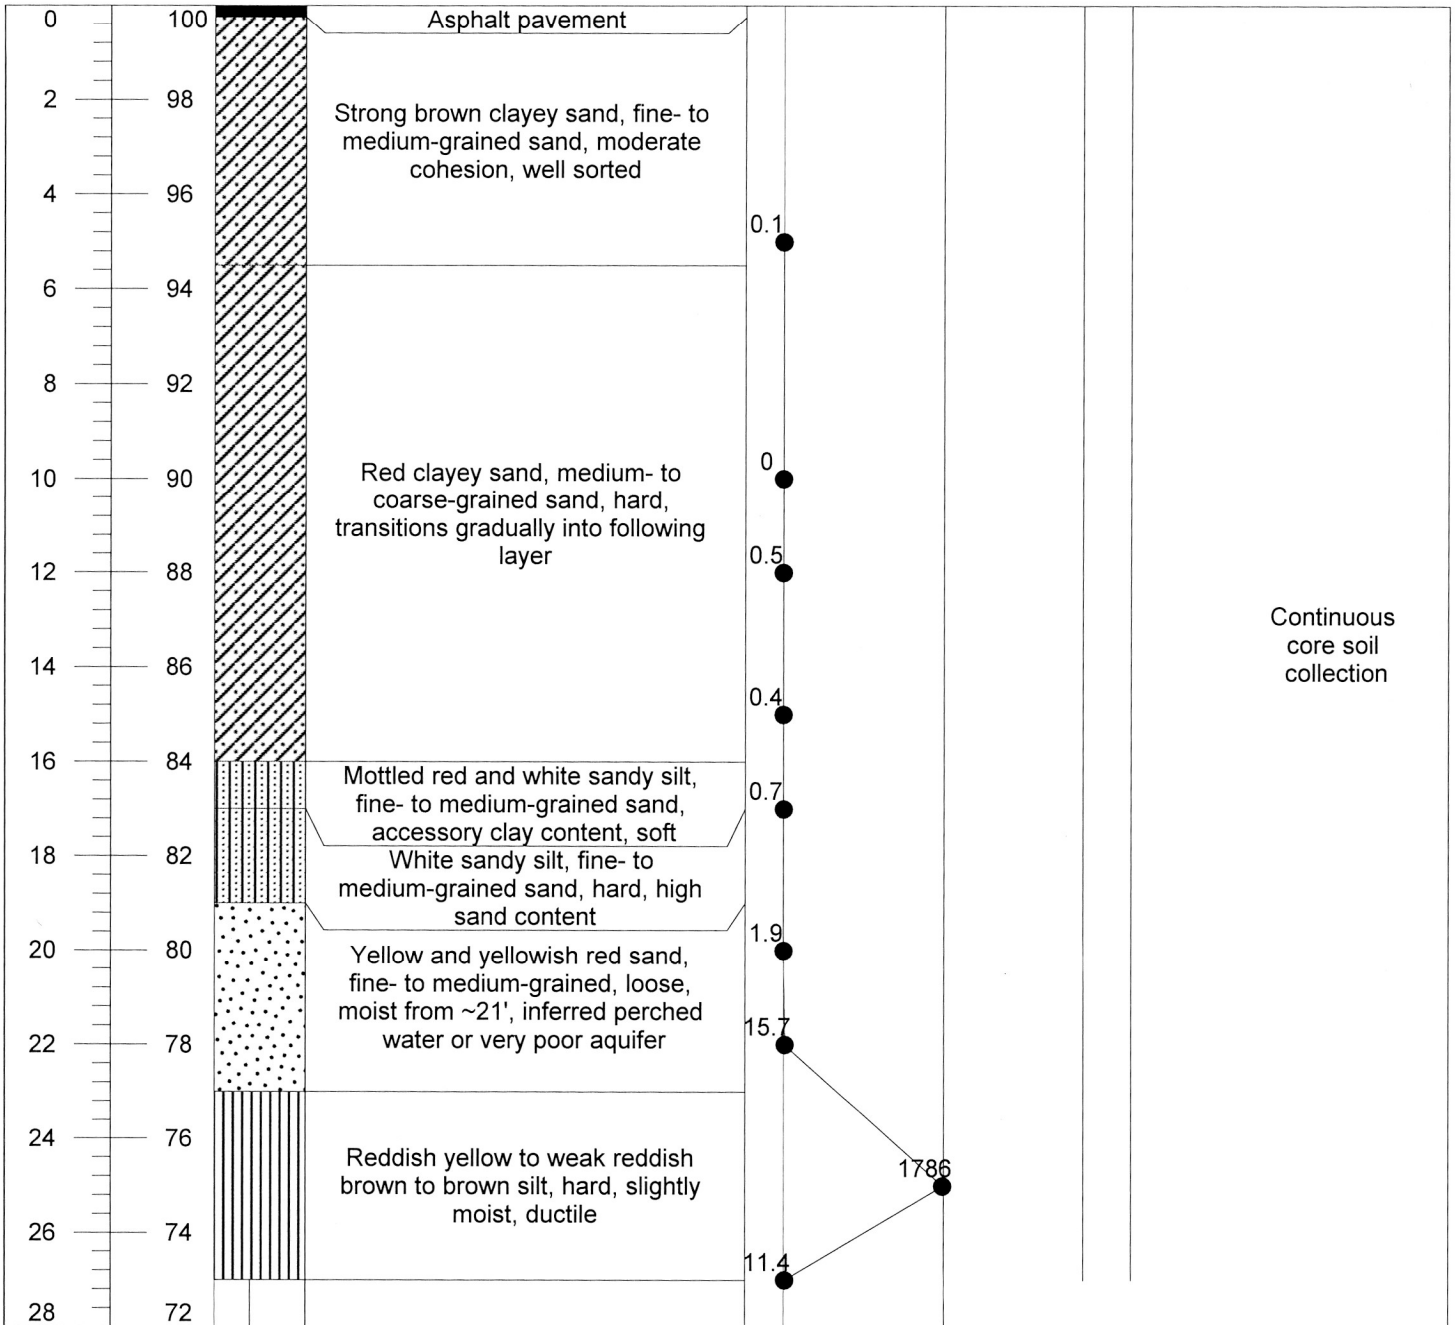 0 100 Asphalt pavement
2 98
Strong brown clayey sand, fine- to
medium-grained sand, moderate
cohesion, well sorted
4 96
0.1
6 94
8 92
0
10 90
Red clayey sand, medium- to
coarse-grained sand, hard,
transitions gradually into following
layer
0.5
12 88
Continuous
core soil
collection
14 86
0.4
16 84
Mottled red and white sandy silt,
fine- to medium-grained sand,
accessory clay content, soft
0.7
18 82
White sandy silt, fine- to
medium-grained sand, hard, high
sand content
1.9
20 80
Yellow and yellowish red sand,
fine- to medium-grained, loose,
moist from ~21', inferred perched
water or very poor aquifer
15.7
22 78
24 76
Reddish yellow to weak reddish
brown to brown silt, hard, slightly
moist, ductile
1786
26 74
11.4
28 72